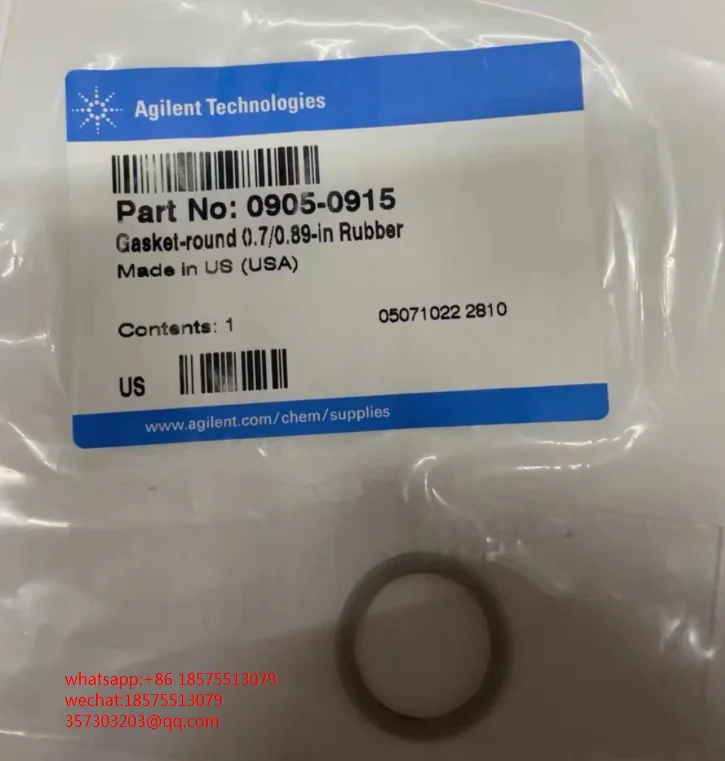 Agilent Technologies
Part No: 0905-0915
Gasket-round 0.7/0.89-in Rubber
Made in US (USA)
Contents: 1
05071022 2810
US
www.agilent.com/chem/supplies
whatsapp:+86 18575513079
wechat:18575513079
357303203@qq.com